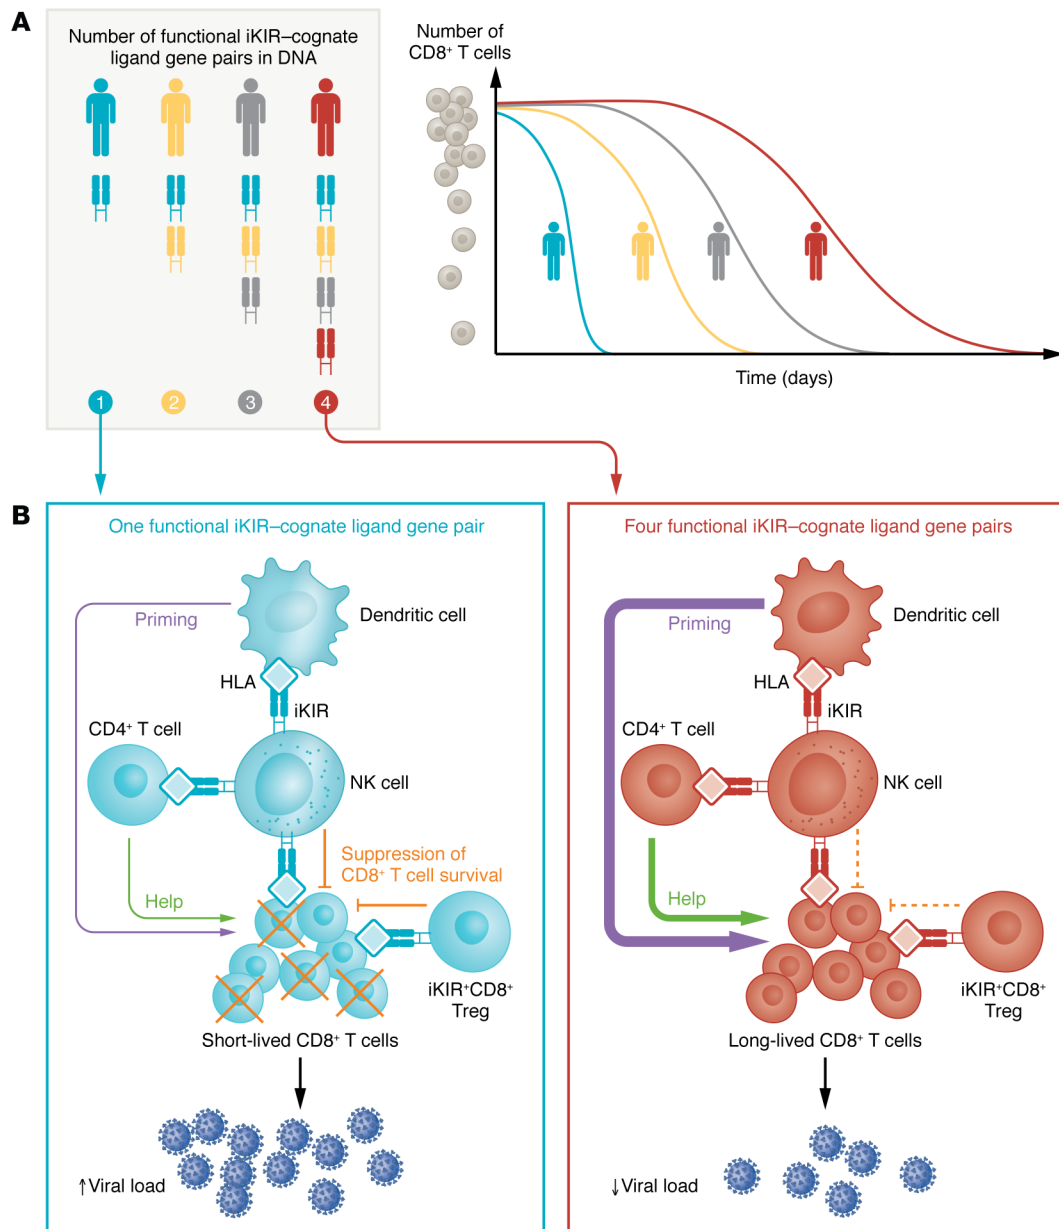 A
Number of functional iKIR–cognate
ligand gene pairs in DNA
1
2
3
4
Number of
CD8⁺ T cells
Time (days)
B
One functional iKIR–cognate ligand gene pair
Priming
Dendritic cell
HLA
iKIR
CD4⁺ T cell
NK cell
Suppression of
CD8⁺ T cell survival
Help
iKIR⁺CD8⁺
Treg
Short-lived CD8⁺ T cells
↑Viral load
Four functional iKIR–cognate ligand gene pairs
Priming
Dendritic cell
HLA
iKIR
CD4⁺ T cell
NK cell
Help
iKIR⁺CD8⁺
Treg
Long-lived CD8⁺ T cells
↓Viral load